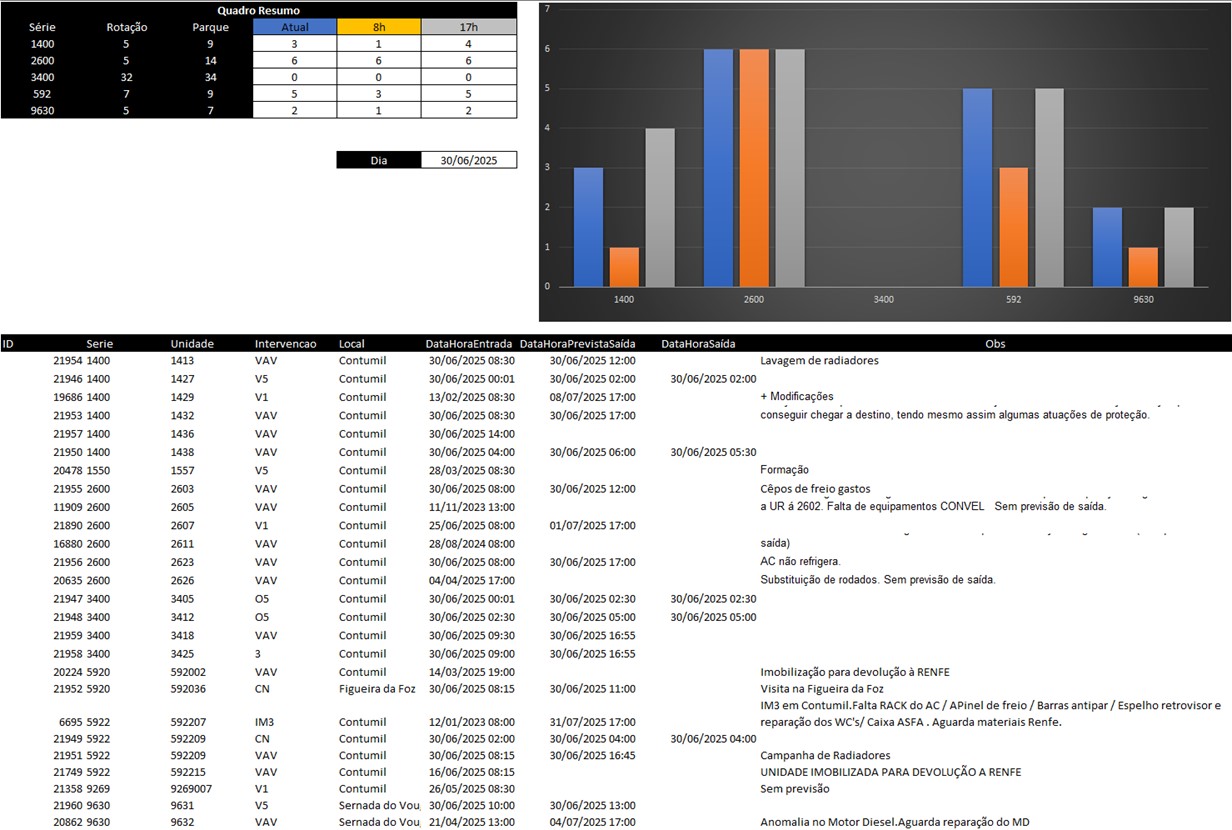 Quadro Resumo
Série Rotação Parque Atual 8h 17h
1400 5 9 3 1 4
2600 5 14 6 6 6
3400 32 34 0 0 0
592 7 9 5 3 5
9630 5 7 2 1 2
Dia 30/06/2025
7
6
5
4
3
2
1
0
1400 2600 3400 592 9630
ID Serie Unidade Intervencao Local DataHoraEntrada DataHoraPrevistaSaída DataHoraSaída Obs
21954 1400 1413 VAV Contumil 30/06/2025 08:30 30/06/2025 12:00 Lavagem de radiadores
21946 1400 1427 V5 Contumil 30/06/2025 00:01 30/06/2025 02:00 30/06/2025 02:00
19686 1400 1429 V1 Contumil 13/02/2025 08:30 08/07/2025 17:00 + Modificações
21953 1400 1432 VAV Contumil 30/06/2025 08:30 30/06/2025 17:00 conseguir chegar a destino, tendo mesmo assim algumas atuações de proteção.
21957 1400 1436 VAV Contumil 30/06/2025 14:00
21950 1400 1438 VAV Contumil 30/06/2025 04:00 30/06/2025 06:00 30/06/2025 05:30
20478 1550 1557 V5 Contumil 28/03/2025 08:30 Formação
21955 2600 2603 VAV Contumil 30/06/2025 08:00 30/06/2025 12:00 Cêpos de freio gastos
11909 2600 2605 VAV Contumil 11/11/2023 13:00 a UR á 2602. Falta de equipamentos CONVEL Sem previsão de saída.
21890 2600 2607 V1 Contumil 25/06/2025 08:00 01/07/2025 17:00
16880 2600 2611 VAV Contumil 28/08/2024 08:00 saída)
21956 2600 2623 VAV Contumil 30/06/2025 08:00 30/06/2025 17:00 AC não refrigera.
20635 2600 2626 VAV Contumil 04/04/2025 17:00 Substituição de rodados. Sem previsão de saída.
21947 3400 3405 O5 Contumil 30/06/2025 00:01 30/06/2025 02:30 30/06/2025 02:30
21948 3400 3412 O5 Contumil 30/06/2025 02:30 30/06/2025 05:00 30/06/2025 05:00
21959 3400 3418 VAV Contumil 30/06/2025 09:30 30/06/2025 16:55
21958 3400 3425 3 Contumil 30/06/2025 09:00 30/06/2025 16:55
20224 5920 592002 VAV Contumil 14/03/2025 19:00 Imobilização para devolução à RENFE
21952 5920 592036 CN Figueira da Foz 30/06/2025 08:15 30/06/2025 11:00 Visita na Figueira da Foz
IM3 em Contumil.Falta RACK do AC / APinel de freio / Barras antipar / Espelho retrovisor e
6695 5922 592207 IM3 Contumil 12/01/2023 08:00 31/07/2025 17:00 reparação dos WC's/ Caixa ASFA . Aguarda materiais Renfe.
21949 5922 592209 CN Contumil 30/06/2025 02:00 30/06/2025 04:00 30/06/2025 04:00
21951 5922 592209 VAV Contumil 30/06/2025 08:15 30/06/2025 16:45 Campanha de Radiadores
21749 5922 592215 VAV Contumil 16/06/2025 08:15 UNIDADE IMOBILIZADA PARA DEVOLUÇÃO A RENFE
21358 9269 9269007 V1 Contumil 26/05/2025 08:30 Sem previsão
21960 9630 9631 V5 Sernada do Vou 30/06/2025 10:00 30/06/2025 13:00
20862 9630 9632 VAV Sernada do Vou 21/04/2025 13:00 04/07/2025 17:00 Anomalia no Motor Diesel.Aguarda reparação do MD